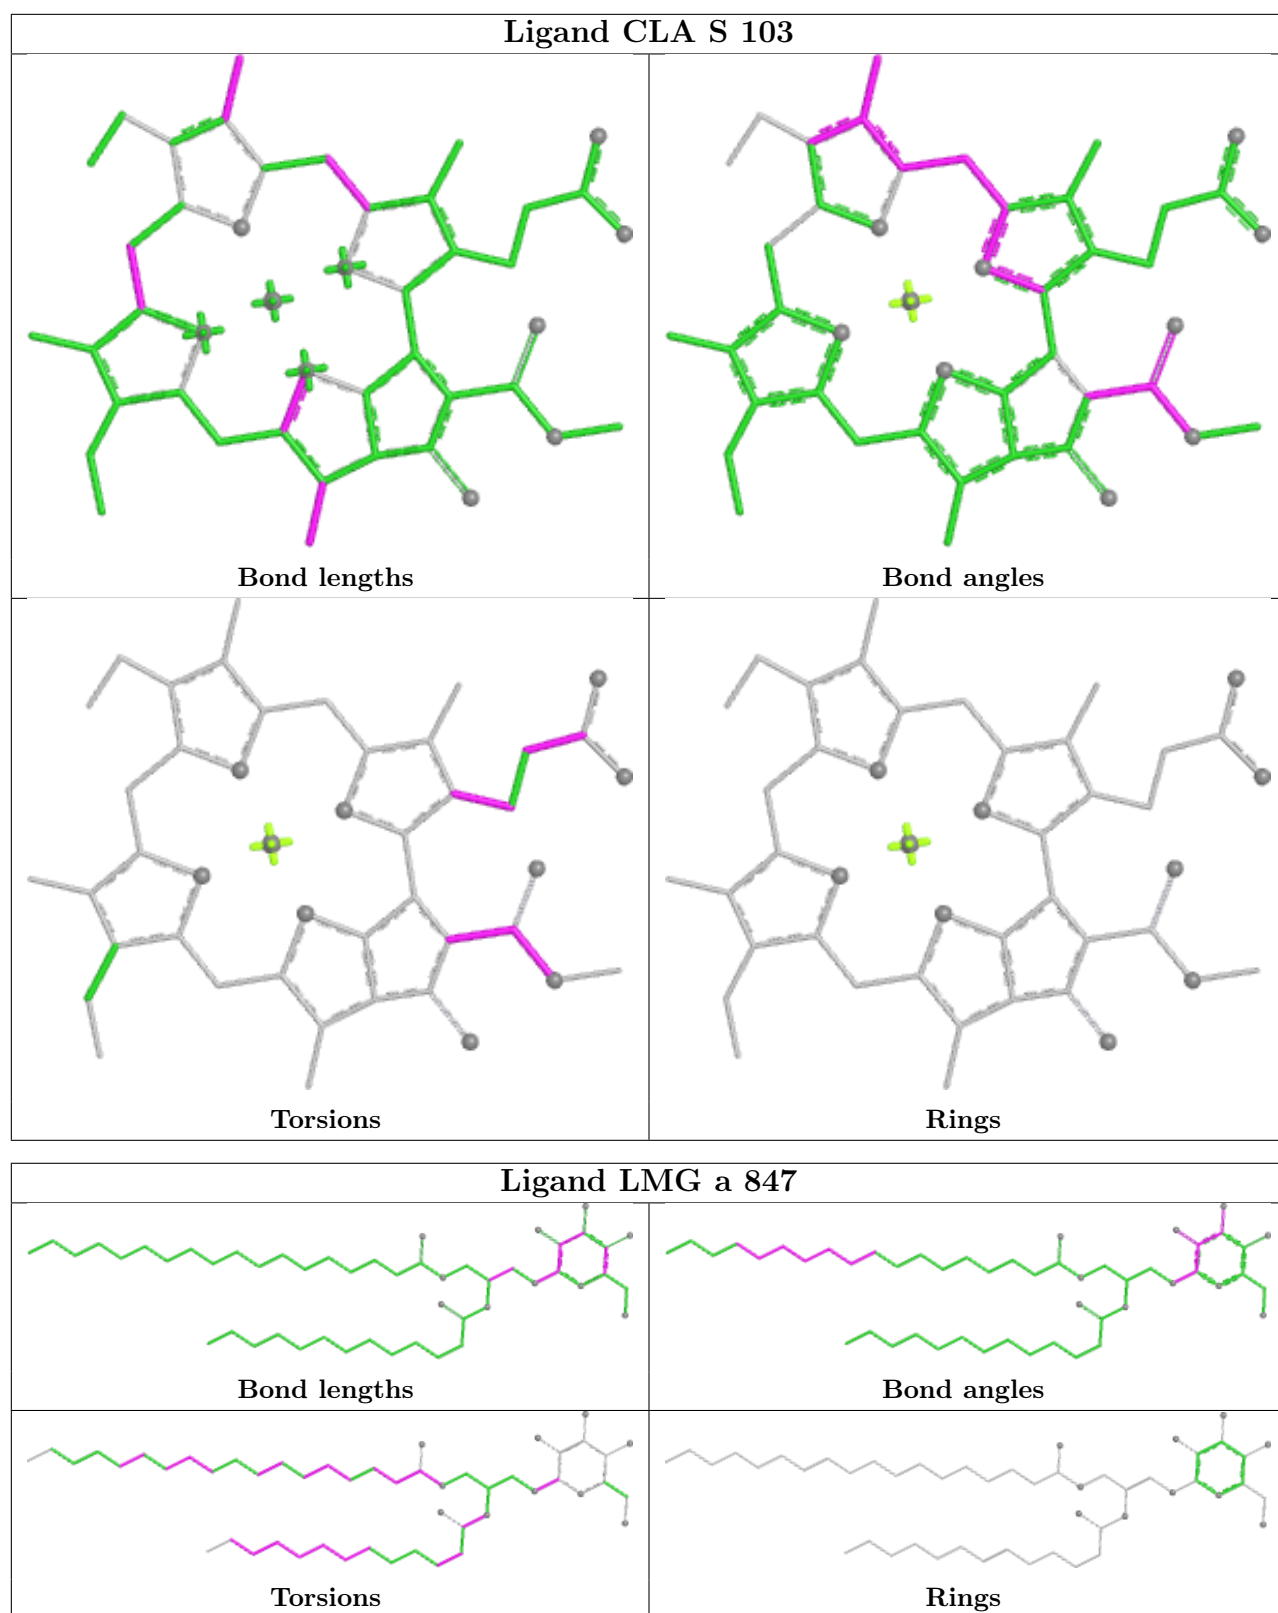 Ligand CLA S 103
Bond lengths
Bond angles
Torsions
Rings
Ligand LMG a 847
Bond lengths
Bond angles
Torsions
Rings